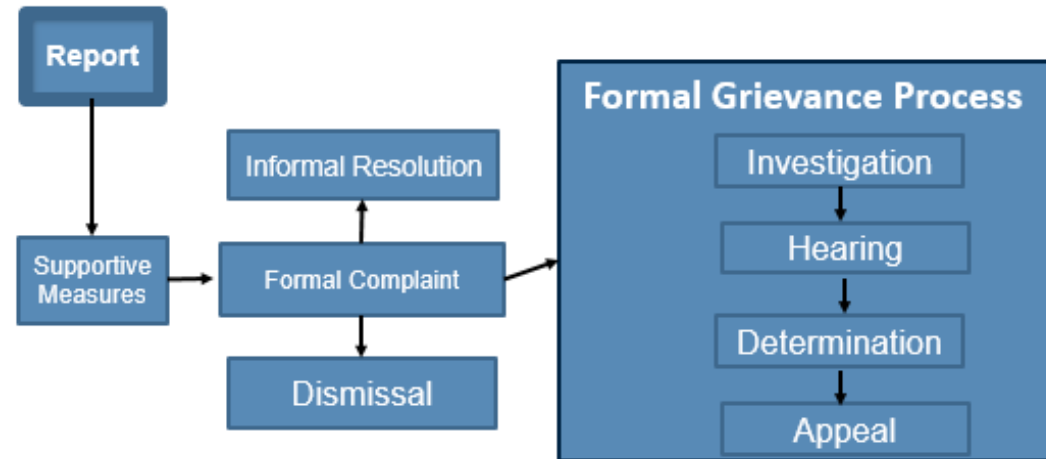 Report
Supportive
Measures
Informal Resolution
Formal Complaint
Dismissal
Formal Grievance Process
Investigation
Hearing
Determination
Appeal